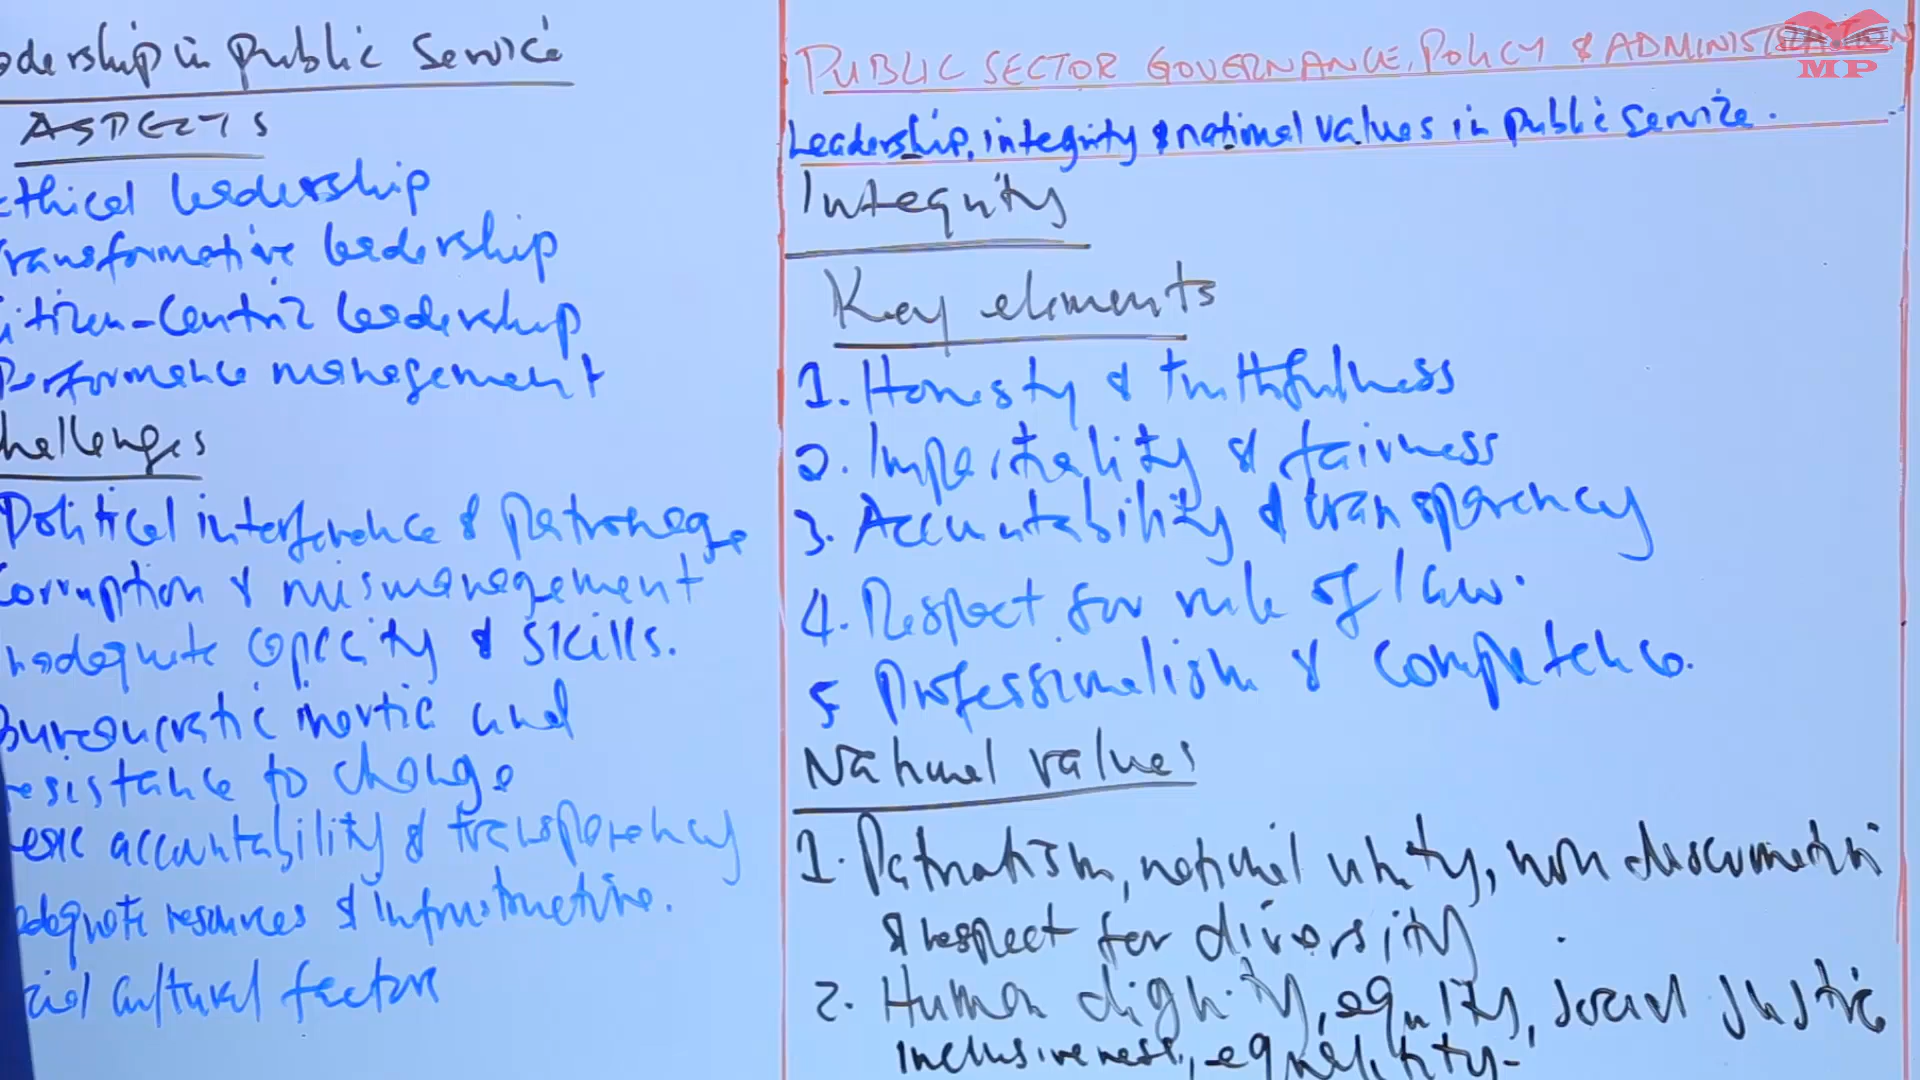 adership in public service
ASPECTS
Ethical leadership
Transformative leadership
Citizen-Centric leadership
Performance management
Challenges
Political interference & patronage
Corruption & mismanagement
Inadequate capacity & skills.
Bureaucratic inertia and
resistance to change
accountability & transparency
adequate resources & infrastructure.
cial cultural factors
PUBLIC SECTOR GOVERNANCE, POLICY & ADMINISTRATION
MP
Leadership, integrity & national values in public service.
Integrity
Key elements
1. Honesty & truthfulness
2. Impartiality & fairness
3. Accountability & transparency
4. Respect for rule of law.
5 Professionalism & competence.
National values
1. Patriotism, national unity, non discrimination
& respect for diversity
2. Human dignity, equity, social justice
inclusiveness, equality